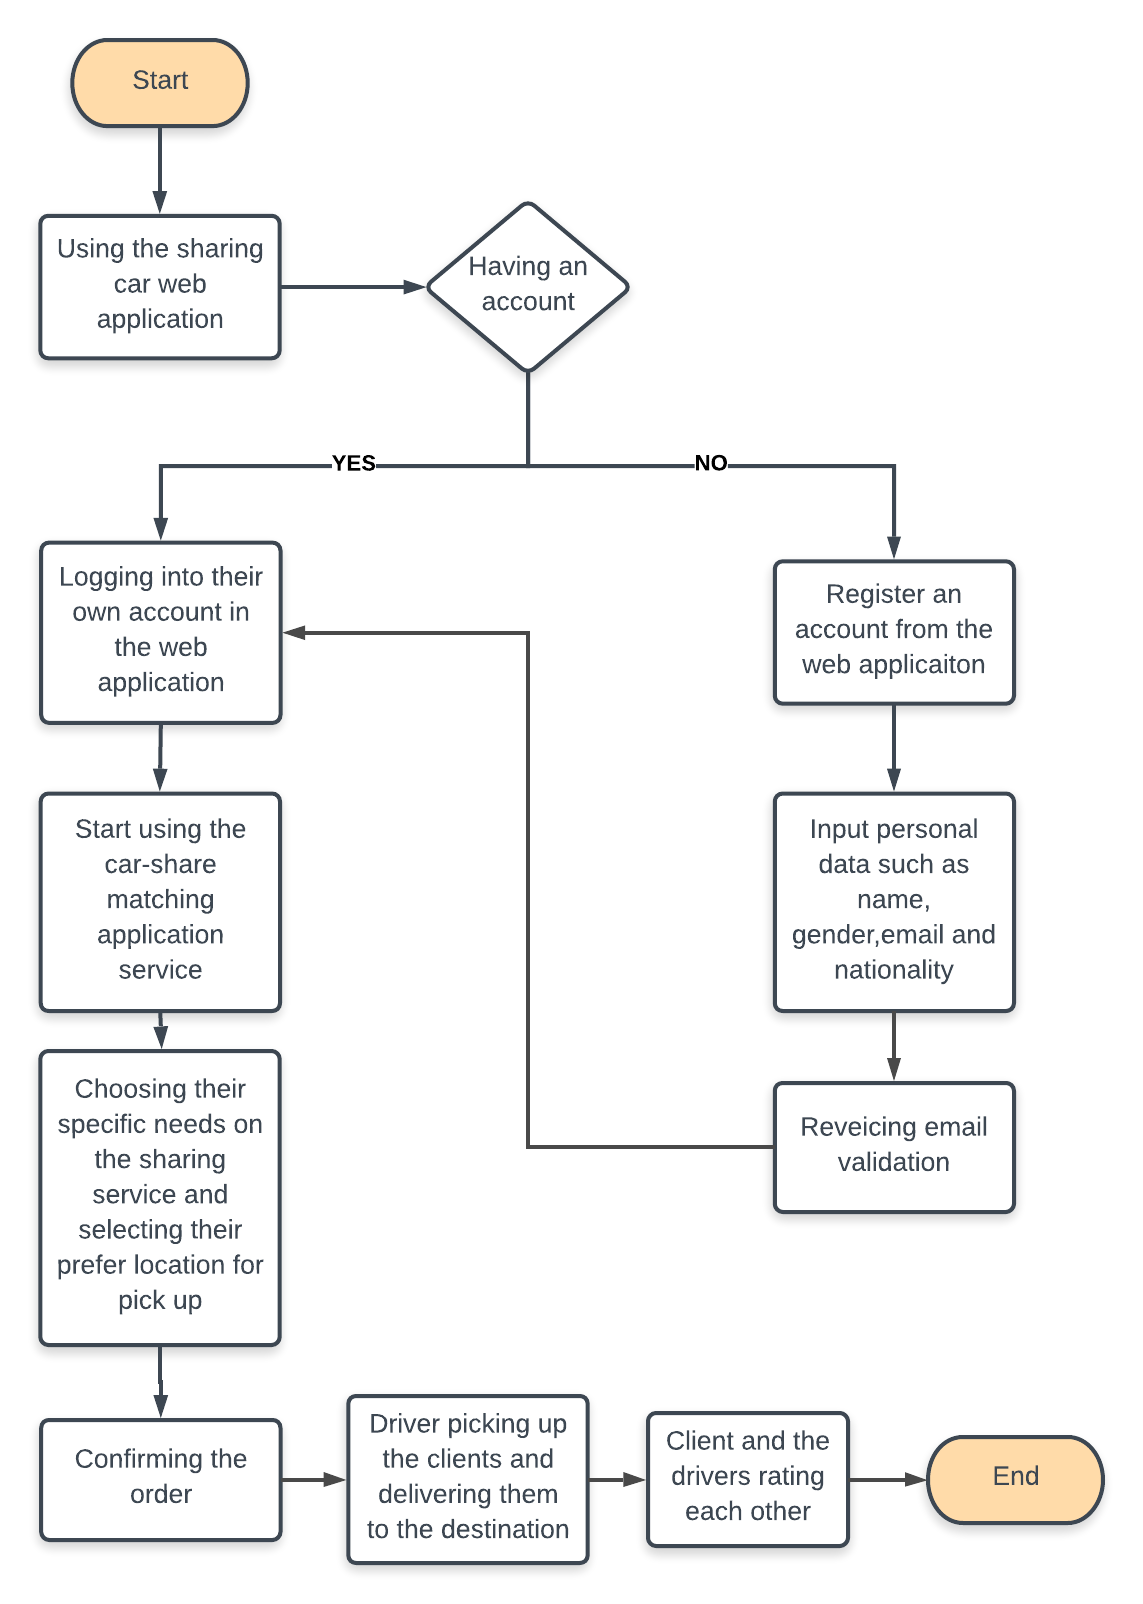 Start
Using the sharing
car web
application
Having an
account
YES
NO
Logging into their
own account in
the web
application
Register an
account from the
web applicaiton
Start using the
car-share
matching
application
service
Input personal
data such as
name,
gender,email and
nationality
Choosing their
specific needs on
the sharing
service and
selecting their
prefer location for
pick up
Reveicing email
validation
Confirming the
order
Driver picking up
the clients and
delivering them
to the destination
Client and the
drivers rating
each other
End